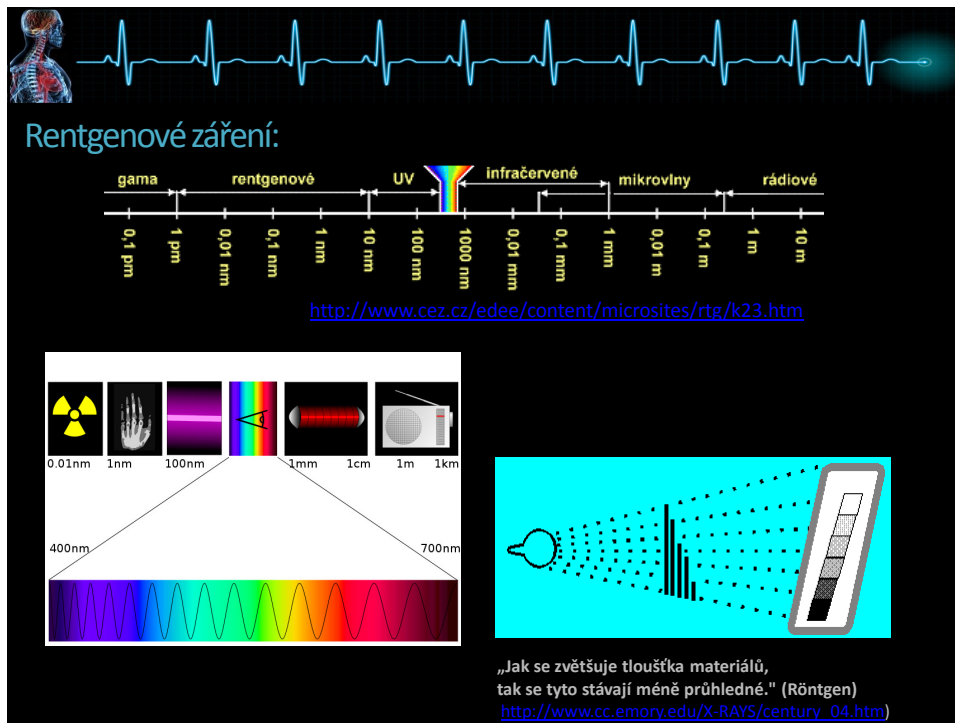 Rentgenové záření:
gama rentgenové UV infračervené mikrovlny rádiové
0,1 pm 1 pm 0,01 nm 0,1 nm 1 nm 10 nm 100 nm 1000 nm 0,01 mm 0,1 mm 1 mm 0,01 m 0,1 m 1 m 10 m
http://www.cez.cz/edee/content/microsites/rtg/k23.htm
0.01nm 1nm 100nm 1mm 1cm 1m 1km
400nm 700nm
„Jak se zvětšuje tloušťka materiálů,
tak se tyto stávají méně průhledné." (Röntgen)
http://www.cc.emory.edu/X-RAYS/century_04.htm)